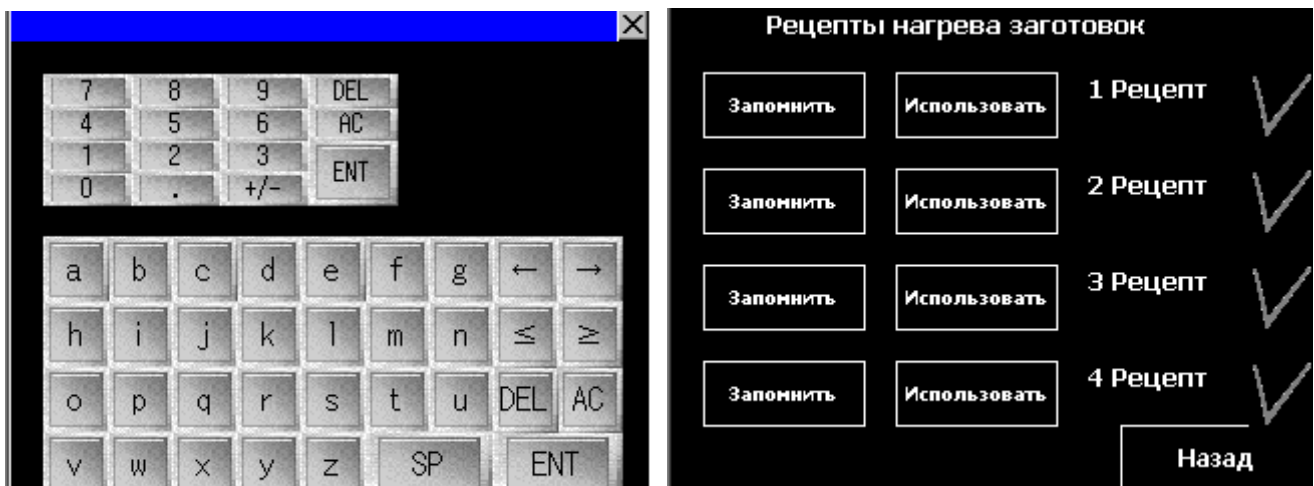 7 8 9 DEL
4 5 6 AC
1 2 3 ENT
0 . +/-
a b c d e f g ← →
h i j k l m n ≤ ≥
o p q r s t u DEL AC
v w x y z SP ENT
Рецепты нагрева заготовок
Запомнить Использовать 1 Рецепт
Запомнить Использовать 2 Рецепт
Запомнить Использовать 3 Рецепт
Запомнить Использовать 4 Рецепт
Назад